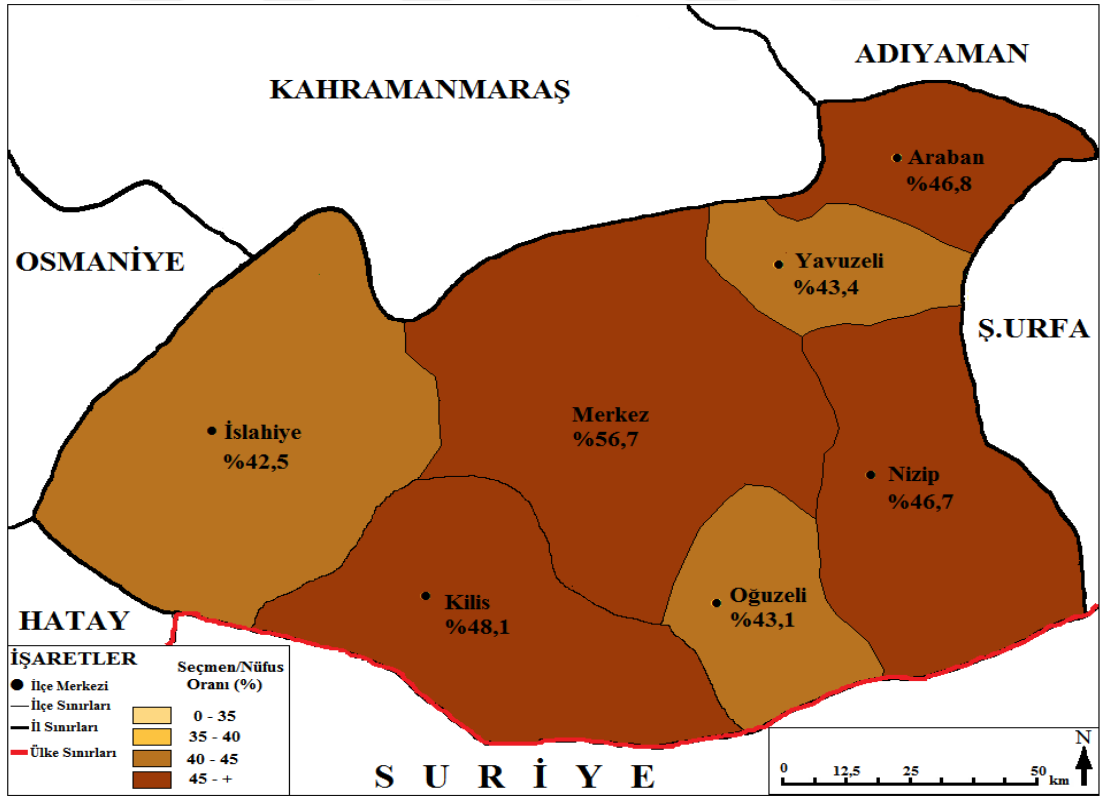 ADIYAMAN
KAHRAMANMARAŞ
Araban
%46,8
OSMANİYE
Yavuzeli
%43,4
Ş.URFA
Merkez
%56,7
İslahiye
%42,5
Nizip
%46,7
Kilis
%48,1
Oğuzeli
%43,1
HATAY
İŞARETLER
İlçe Merkezi
İlçe Sınırları
İl Sınırları
Ülke Sınırları
Seçmen/Nüfus
Oranı (%)
0 - 35
35 - 40
40 - 45
45 - +
SURİYE
N
0 12,5 25 50 km